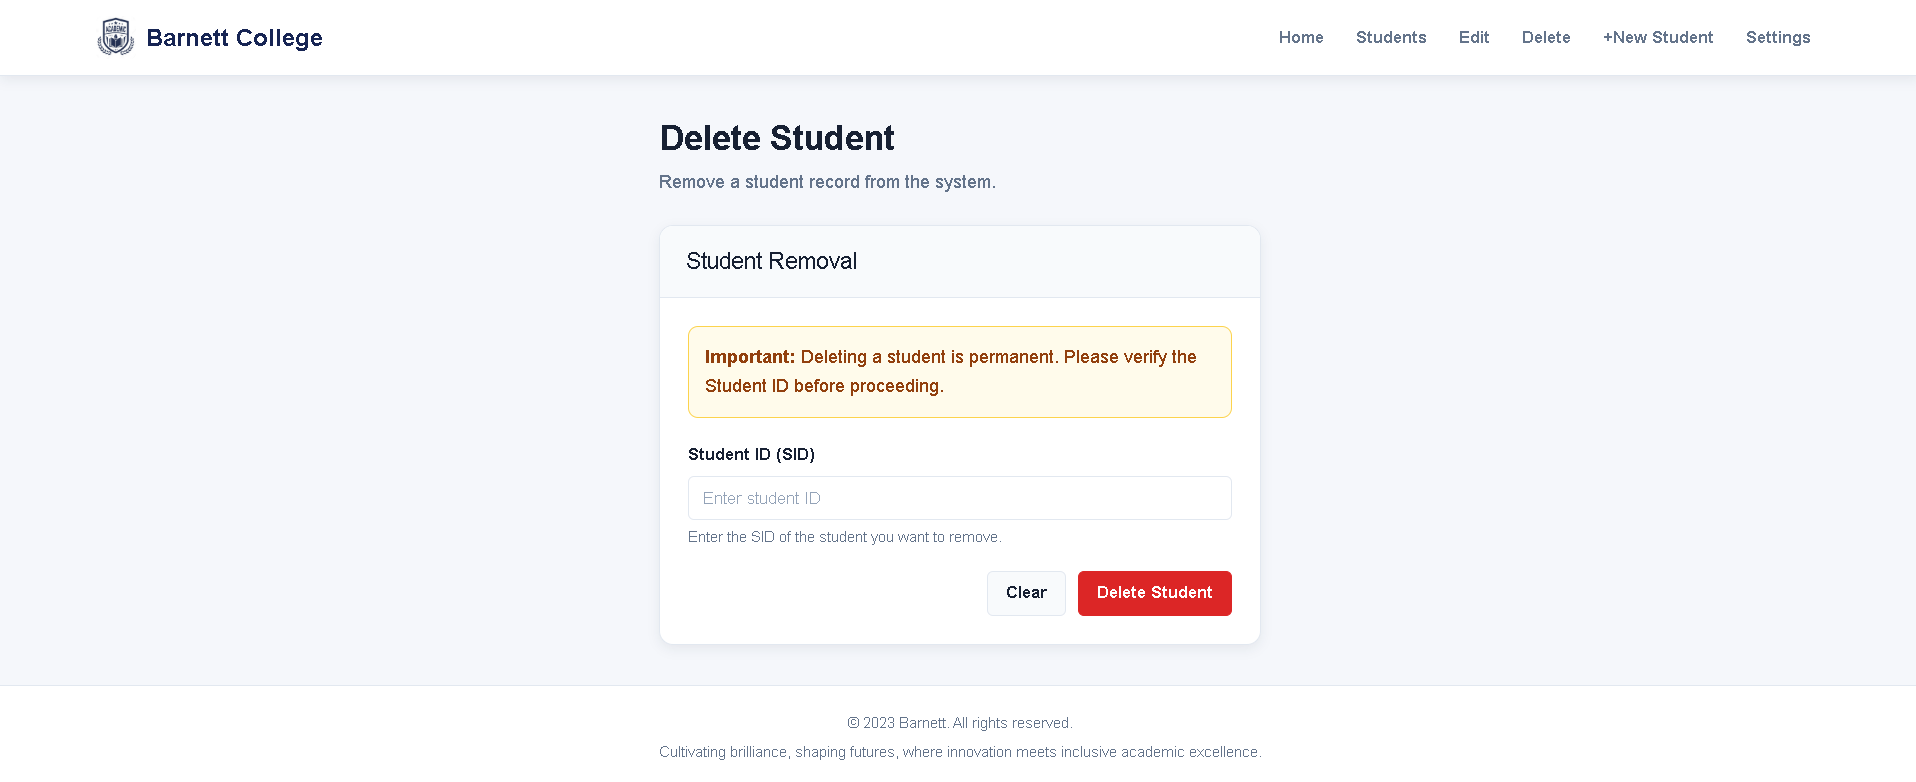 ACADEMIC
Barnett College
Home
Students
Edit
Delete
+New Student
Settings
Delete Student
Remove a student record from the system.
Student Removal
Important: Deleting a student is permanent. Please verify the
Student ID before proceeding.
Student ID (SID)
Enter student ID
Enter the SID of the student you want to remove.
Clear
Delete Student
© 2023 Barnett. All rights reserved.
Cultivating brilliance, shaping futures, where innovation meets inclusive academic excellence.